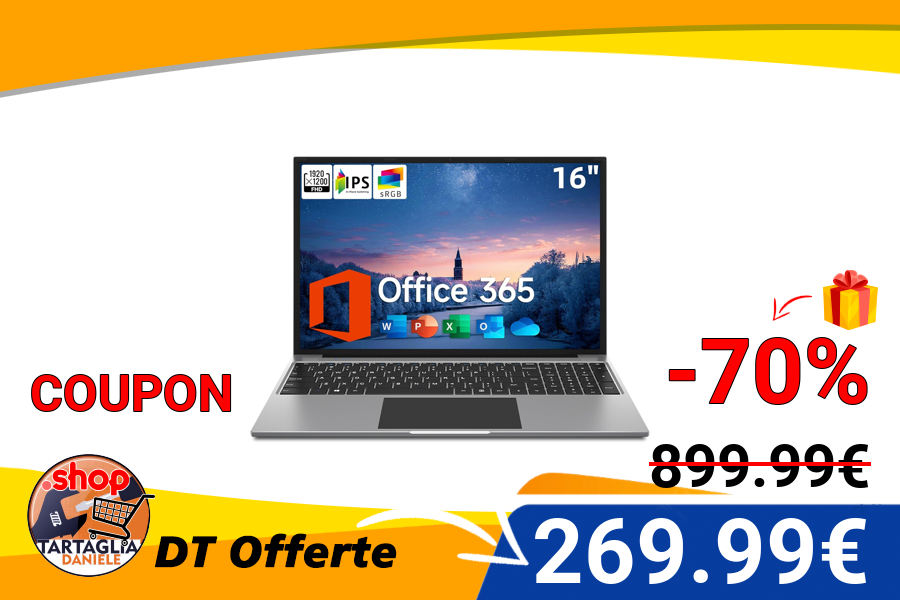 1920
×1200
FHD
IPS
sRGB
16"
Office 365
W P X O
-70%
COUPON
899.99€
.shop
TARTAGLIA
DANIELE
DT Offerte
269.99€